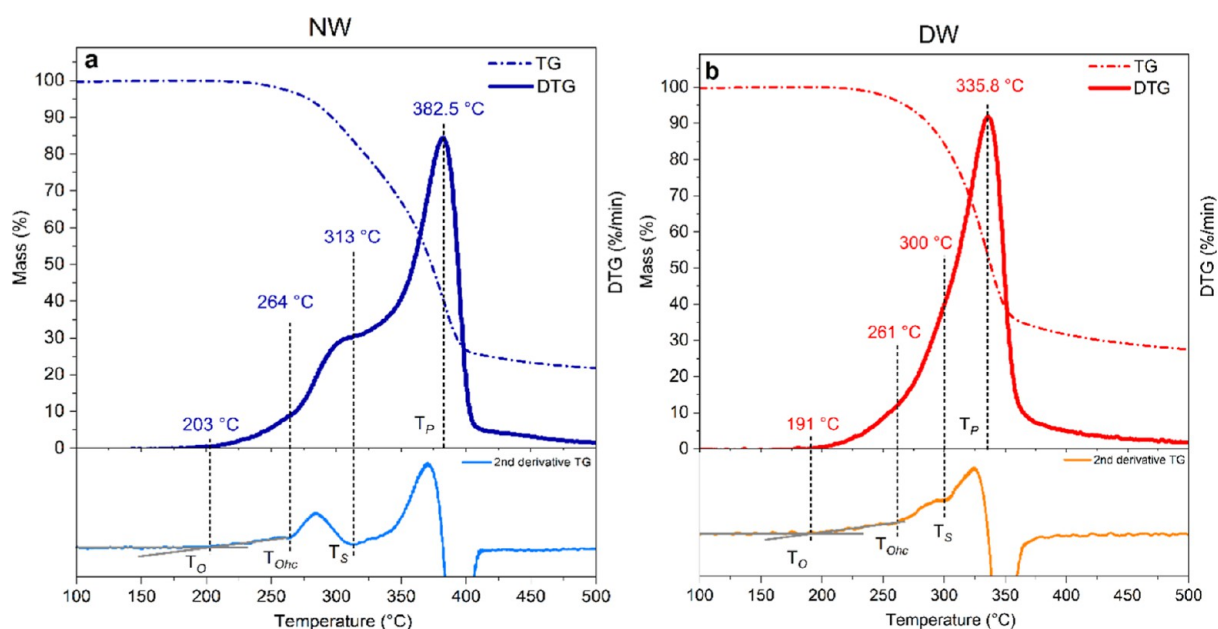 NW
a
TG
DTG
382.5 °C
313 °C
264 °C
203 °C
T_P
Mass (%)
DTG (%/min)
100
90
80
70
60
50
40
30
20
10
0
2nd derivative TG
T_O
T_Ohc
T_S
100 150 200 250 300 350 400 450 500
Temperature (°C)
DW
b
TG
DTG
335.8 °C
300 °C
261 °C
191 °C
T_P
Mass (%)
DTG (%/min)
100
90
80
70
60
50
40
30
20
10
0
2nd derivative TG
T_O
T_Ohc
T_S
100 150 200 250 300 350 400 450 500
Temperature (°C)